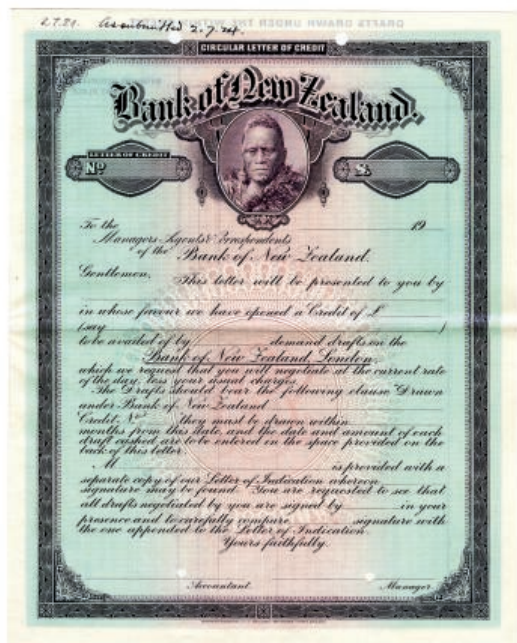 2.7.24. As submitted 2.7.24.
CIRCULAR LETTER OF CREDIT
Bank of New Zealand.
LETTER OF CREDIT
No
£
To the 19
Managers Agents & Correspondents
of the Bank of New Zealand.
Gentlemen,
This letter will be presented to you by
in whose favour we have opened a Credit of £
(say )
to be availed of by demand drafts on the
Bank of New Zealand, London,
which we request that you will negotiate at the current rate
of the day, less your usual charges.
The Drafts should bear the following clause "Drawn
under Bank of New Zealand
Credit No they must be drawn within
months from this date, and the date and amount of each
draft cashed are to be entered in the space provided on the
back of this letter.
M is provided with a
separate copy of our Letter of Indication whereon
signature may be found. You are requested to see that
all drafts negotiated by you are signed by in your
presence and to carefully compare signature with
the one appended to the Letter of Indication.
Yours faithfully,
Accountant. Manager.